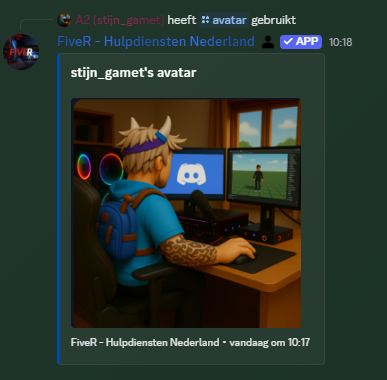 A2 (stijn_gamet) heeft avatar gebruikt
FiveR - Hulpdiensten Nederland APP 10:18
FIVER
stijn_gamet's avatar
FiveR - Hulpdiensten Nederland • vandaag om 10:17